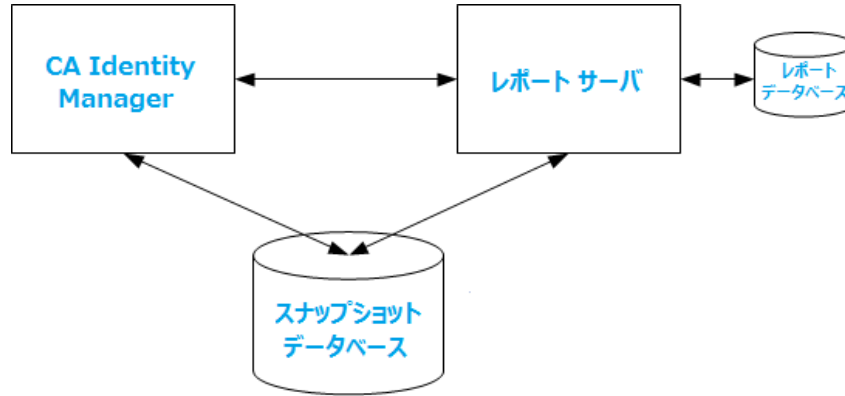 CA Identity
Manager
レポート サーバ
レポート
データベース
スナップショット
データベース